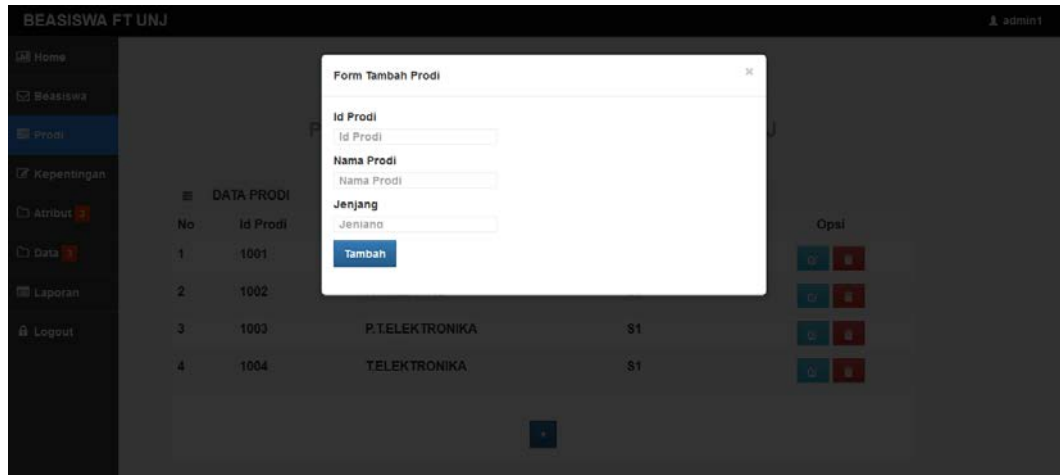 BEASISWA FT UNJ
admin1
Home
Beasiswa
Prodi
Kepentingan
Atribut 3
Data 3
Laporan
Logout
Form Tambah Prodi
×
Id Prodi
Id Prodi
Nama Prodi
Nama Prodi
Jenjang
Jenjang
Tambah
P
U
DATA PRODI
No Id Prodi Opsi
1 1001
2 1002
3 1003 P.T.ELEKTRONIKA S1
4 1004 T.ELEKTRONIKA S1
+